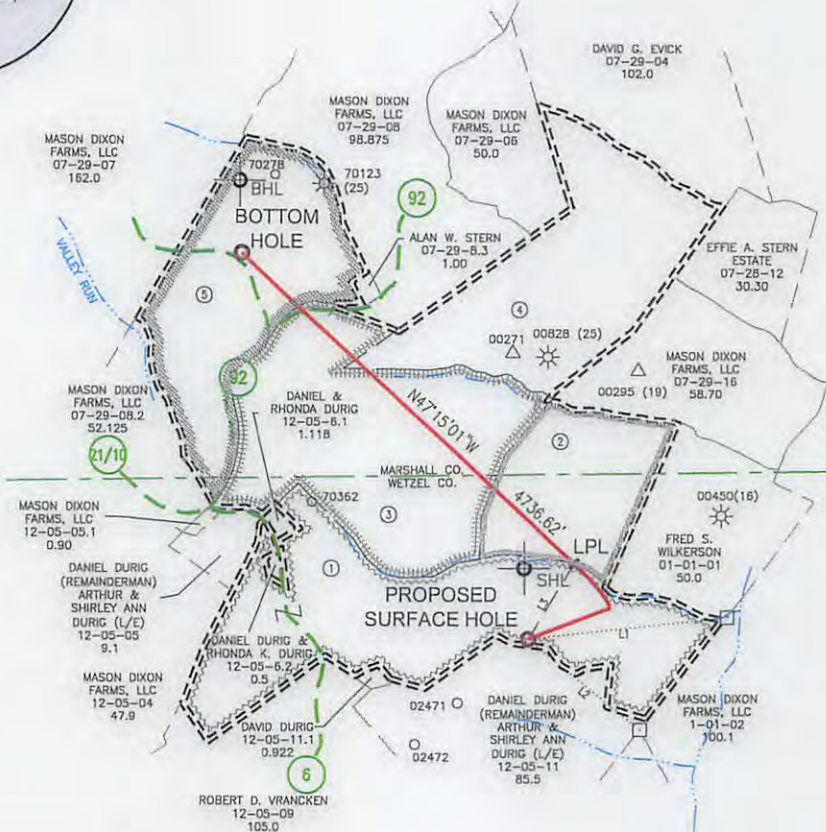 DAVID G. EVICK
07-29-04
102.0
MASON DIXON
FARMS, LLC
07-29-08
98.875
MASON DIXON
FARMS, LLC
07-29-06
50.0
MASON DIXON
FARMS, LLC
07-29-07
162.0
70278
BHL
70123
(25)
92
BOTTOM
HOLE
ALAN W. STERN
07-29-8.3
1.00
EFFIE A. STERN
ESTATE
07-28-12
30.30
VALLEY RUN
5
4
00271
00828 (25)
00295 (19)
MASON DIXON
FARMS, LLC
07-29-16
58.70
MASON DIXON
FARMS, LLC
07-29-08.2
52.125
92
DANIEL &
RHONDA DURIG
12-05-6.1
1.118
N47°15'01"W
4736.62'
2
21/10
MARSHALL CO.
WETZEL CO.
70362
3
00450(16)
MASON DIXON
FARMS, LLC
12-05-05.1
0.90
FRED S.
WILKERSON
01-01-01
50.0
1
LPL
SHL
L3
PROPOSED
SURFACE HOLE
L1
L2
DANIEL DURIG
(REMAINDERMAN)
ARTHUR &
SHIRLEY ANN
DURIG (L/E)
12-05-05
9.1
DANIEL DURIG &
RHONDA K. DURIG
12-05-6.2
0.5
MASON DIXON
FARMS, LLC
12-05-04
47.9
DAVID DURIG
12-05-11.1
0.922
02471
02472
DANIEL DURIG
(REMAINDERMAN)
ARTHUR &
SHIRLEY ANN
DURIG (L/E)
12-05-11
85.5
MASON DIXON
FARMS, LLC
1-01-02
100.1
6
ROBERT D. VRANCKEN
12-05-09
105.0